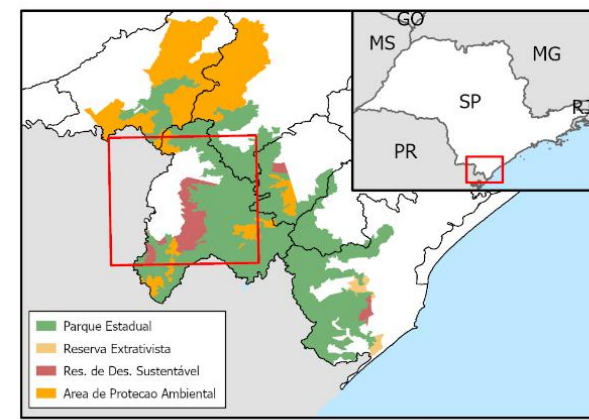 GO
MS
MG
SP
RJ
PR
Parque Estadual
Reserva Extrativista
Res. de Des. Sustentável
Area de Protecao Ambiental